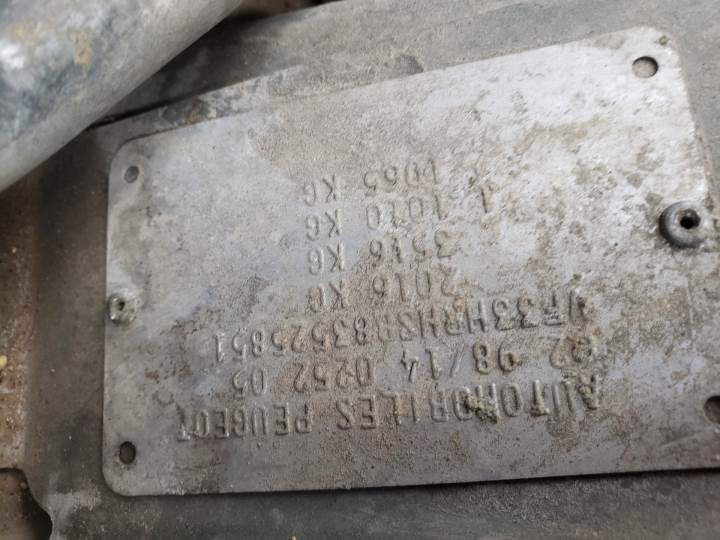 AUTOMOBILES PEUGEOT
e2 98/14 0252 05
VF33HRHS883525851
2016 KG
3516 KG
1 1010 KG
1065 KG